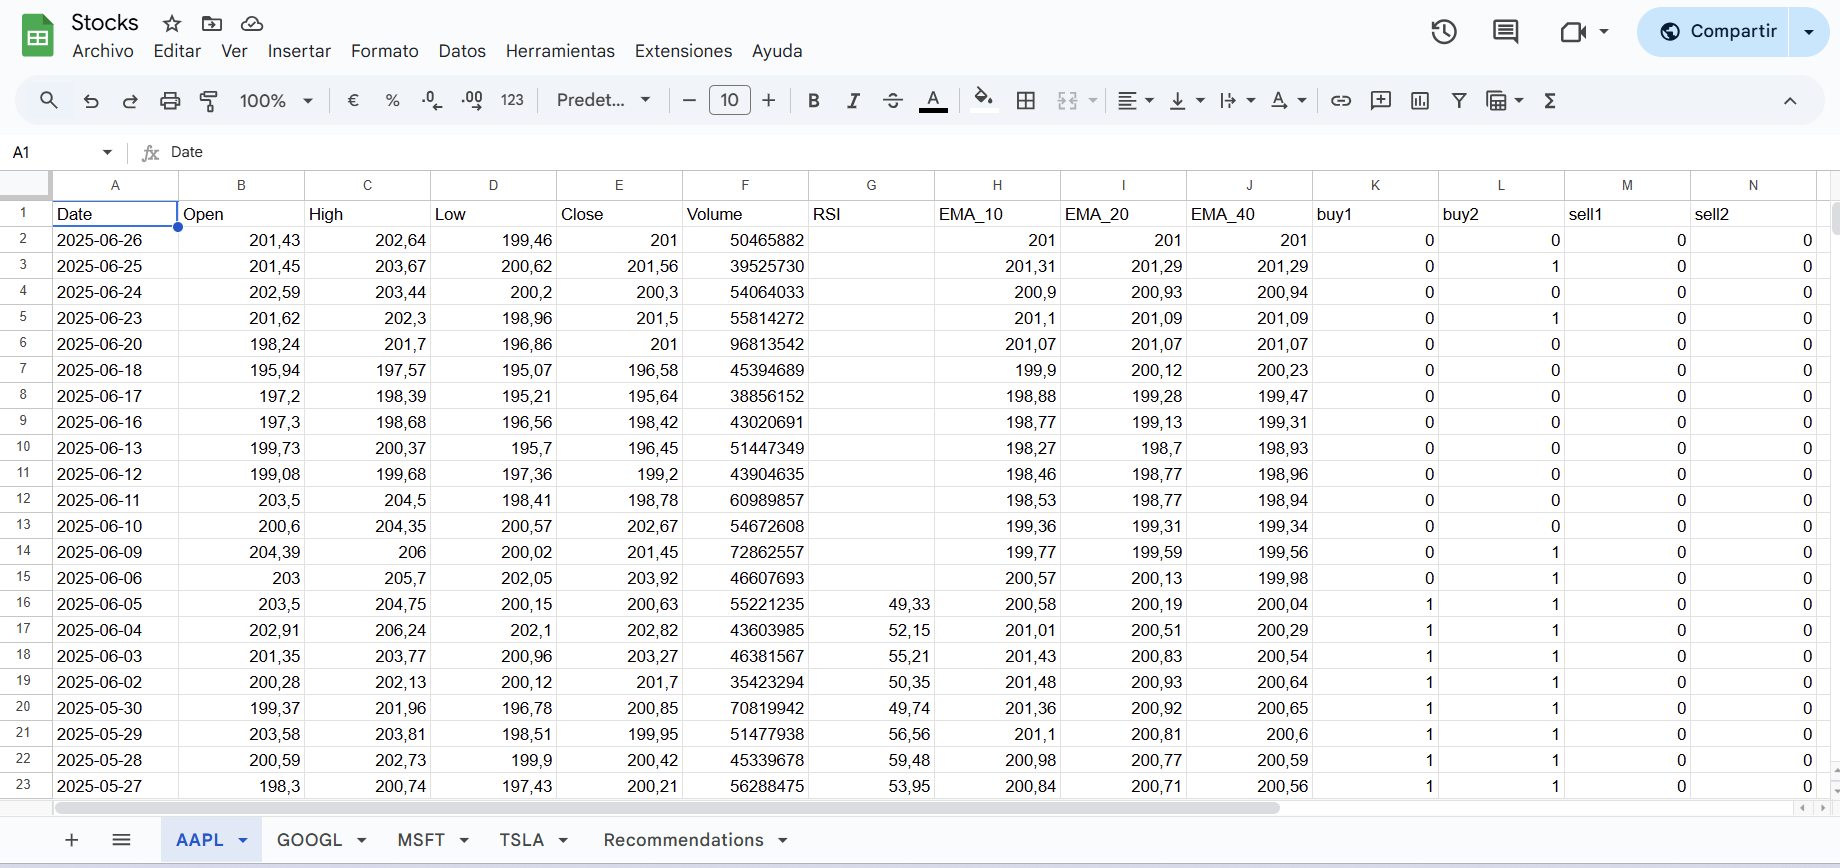 Stocks
Archivo Editar Ver Insertar Formato Datos Herramientas Extensiones Ayuda
Compartir
100% € % .0 .00 123 Predet... 10 B I S A A Σ
A1 fx Date
A B C D E F G H I J K L M N
1 Date Open High Low Close Volume RSI EMA_10 EMA_20 EMA_40 buy1 buy2 sell1 sell2
2 2025-06-26 201,43 202,64 199,46 201 50465882 201 201 201 0 0 0 0
3 2025-06-25 201,45 203,67 200,62 201,56 39525730 201,31 201,29 201,29 0 1 0 0
4 2025-06-24 202,59 203,44 200,2 200,3 54064033 200,9 200,93 200,94 0 0 0 0
5 2025-06-23 201,62 202,3 198,96 201,5 55814272 201,1 201,09 201,09 0 1 0 0
6 2025-06-20 198,24 201,7 196,86 201 96813542 201,07 201,07 201,07 0 0 0 0
7 2025-06-18 195,94 197,57 195,07 196,58 45394689 199,9 200,12 200,23 0 0 0 0
8 2025-06-17 197,2 198,39 195,21 195,64 38856152 198,88 199,28 199,47 0 0 0 0
9 2025-06-16 197,3 198,68 196,56 198,42 43020691 198,77 199,13 199,31 0 0 0 0
10 2025-06-13 199,73 200,37 195,7 196,45 51447349 198,27 198,7 198,93 0 0 0 0
11 2025-06-12 199,08 199,68 197,36 199,2 43904635 198,46 198,77 198,96 0 0 0 0
12 2025-06-11 203,5 204,5 198,41 198,78 60989857 198,53 198,77 198,94 0 0 0 0
13 2025-06-10 200,6 204,35 200,57 202,67 54672608 199,36 199,31 199,34 0 0 0 0
14 2025-06-09 204,39 206 200,02 201,45 72862557 199,77 199,59 199,56 0 1 0 0
15 2025-06-06 203 205,7 202,05 203,92 46607693 200,57 200,13 199,98 0 1 0 0
16 2025-06-05 203,5 204,75 200,15 200,63 55221235 49,33 200,58 200,19 200,04 1 1 0 0
17 2025-06-04 202,91 206,24 202,1 202,82 43603985 52,15 201,01 200,51 200,29 1 1 0 0
18 2025-06-03 201,35 203,77 200,96 203,27 46381567 55,21 201,43 200,83 200,54 1 1 0 0
19 2025-06-02 200,28 202,13 200,12 201,7 35423294 50,35 201,48 200,93 200,64 1 1 0 0
20 2025-05-30 199,37 201,96 196,78 200,85 70819942 49,74 201,36 200,92 200,65 1 1 0 0
21 2025-05-29 203,58 203,81 198,51 199,95 51477938 56,56 201,1 200,81 200,6 1 1 0 0
22 2025-05-28 200,59 202,73 199,9 200,42 45339678 59,48 200,98 200,77 200,59 1 1 0 0
23 2025-05-27 198,3 200,74 197,43 200,21 56288475 53,95 200,84 200,71 200,56 1 1 0 0
AAPL GOOGL MSFT TSLA Recommendations